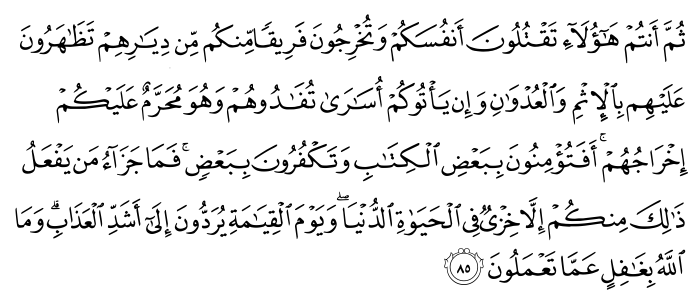 ثُمَّ أَنتُمْ هَٰٓؤُلَآءِ تَقْتُلُونَ أَنفُسَكُمْ وَتُخْرِجُونَ فَرِيقًا مِّنكُم مِّن دِيَٰرِهِمْ تَظَٰهَرُونَ
عَلَيْهِم بِٱلْإِثْمِ وَٱلْعُدْوَٰنِ وَإِن يَأْتُوكُمْ أُسَٰرَىٰ تُفَٰدُوهُمْ وَهُوَ مُحَرَّمٌ عَلَيْكُمْ
إِخْرَاجُهُمْ ۚ أَفَتُؤْمِنُونَ بِبَعْضِ ٱلْكِتَٰبِ وَتَكْفُرُونَ بِبَعْضٍ ۚ فَمَا جَزَآءُ مَن يَفْعَلُ
ذَٰلِكَ مِنكُمْ إِلَّا خِزْىٌ فِى ٱلْحَيَوٰةِ ٱلدُّنْيَا ۖ وَيَوْمَ ٱلْقِيَٰمَةِ يُرَدُّونَ إِلَىٰٓ أَشَدِّ ٱلْعَذَابِ ۗ وَمَا
ٱللَّهُ بِغَٰفِلٍ عَمَّا تَعْمَلُونَ ٨٥